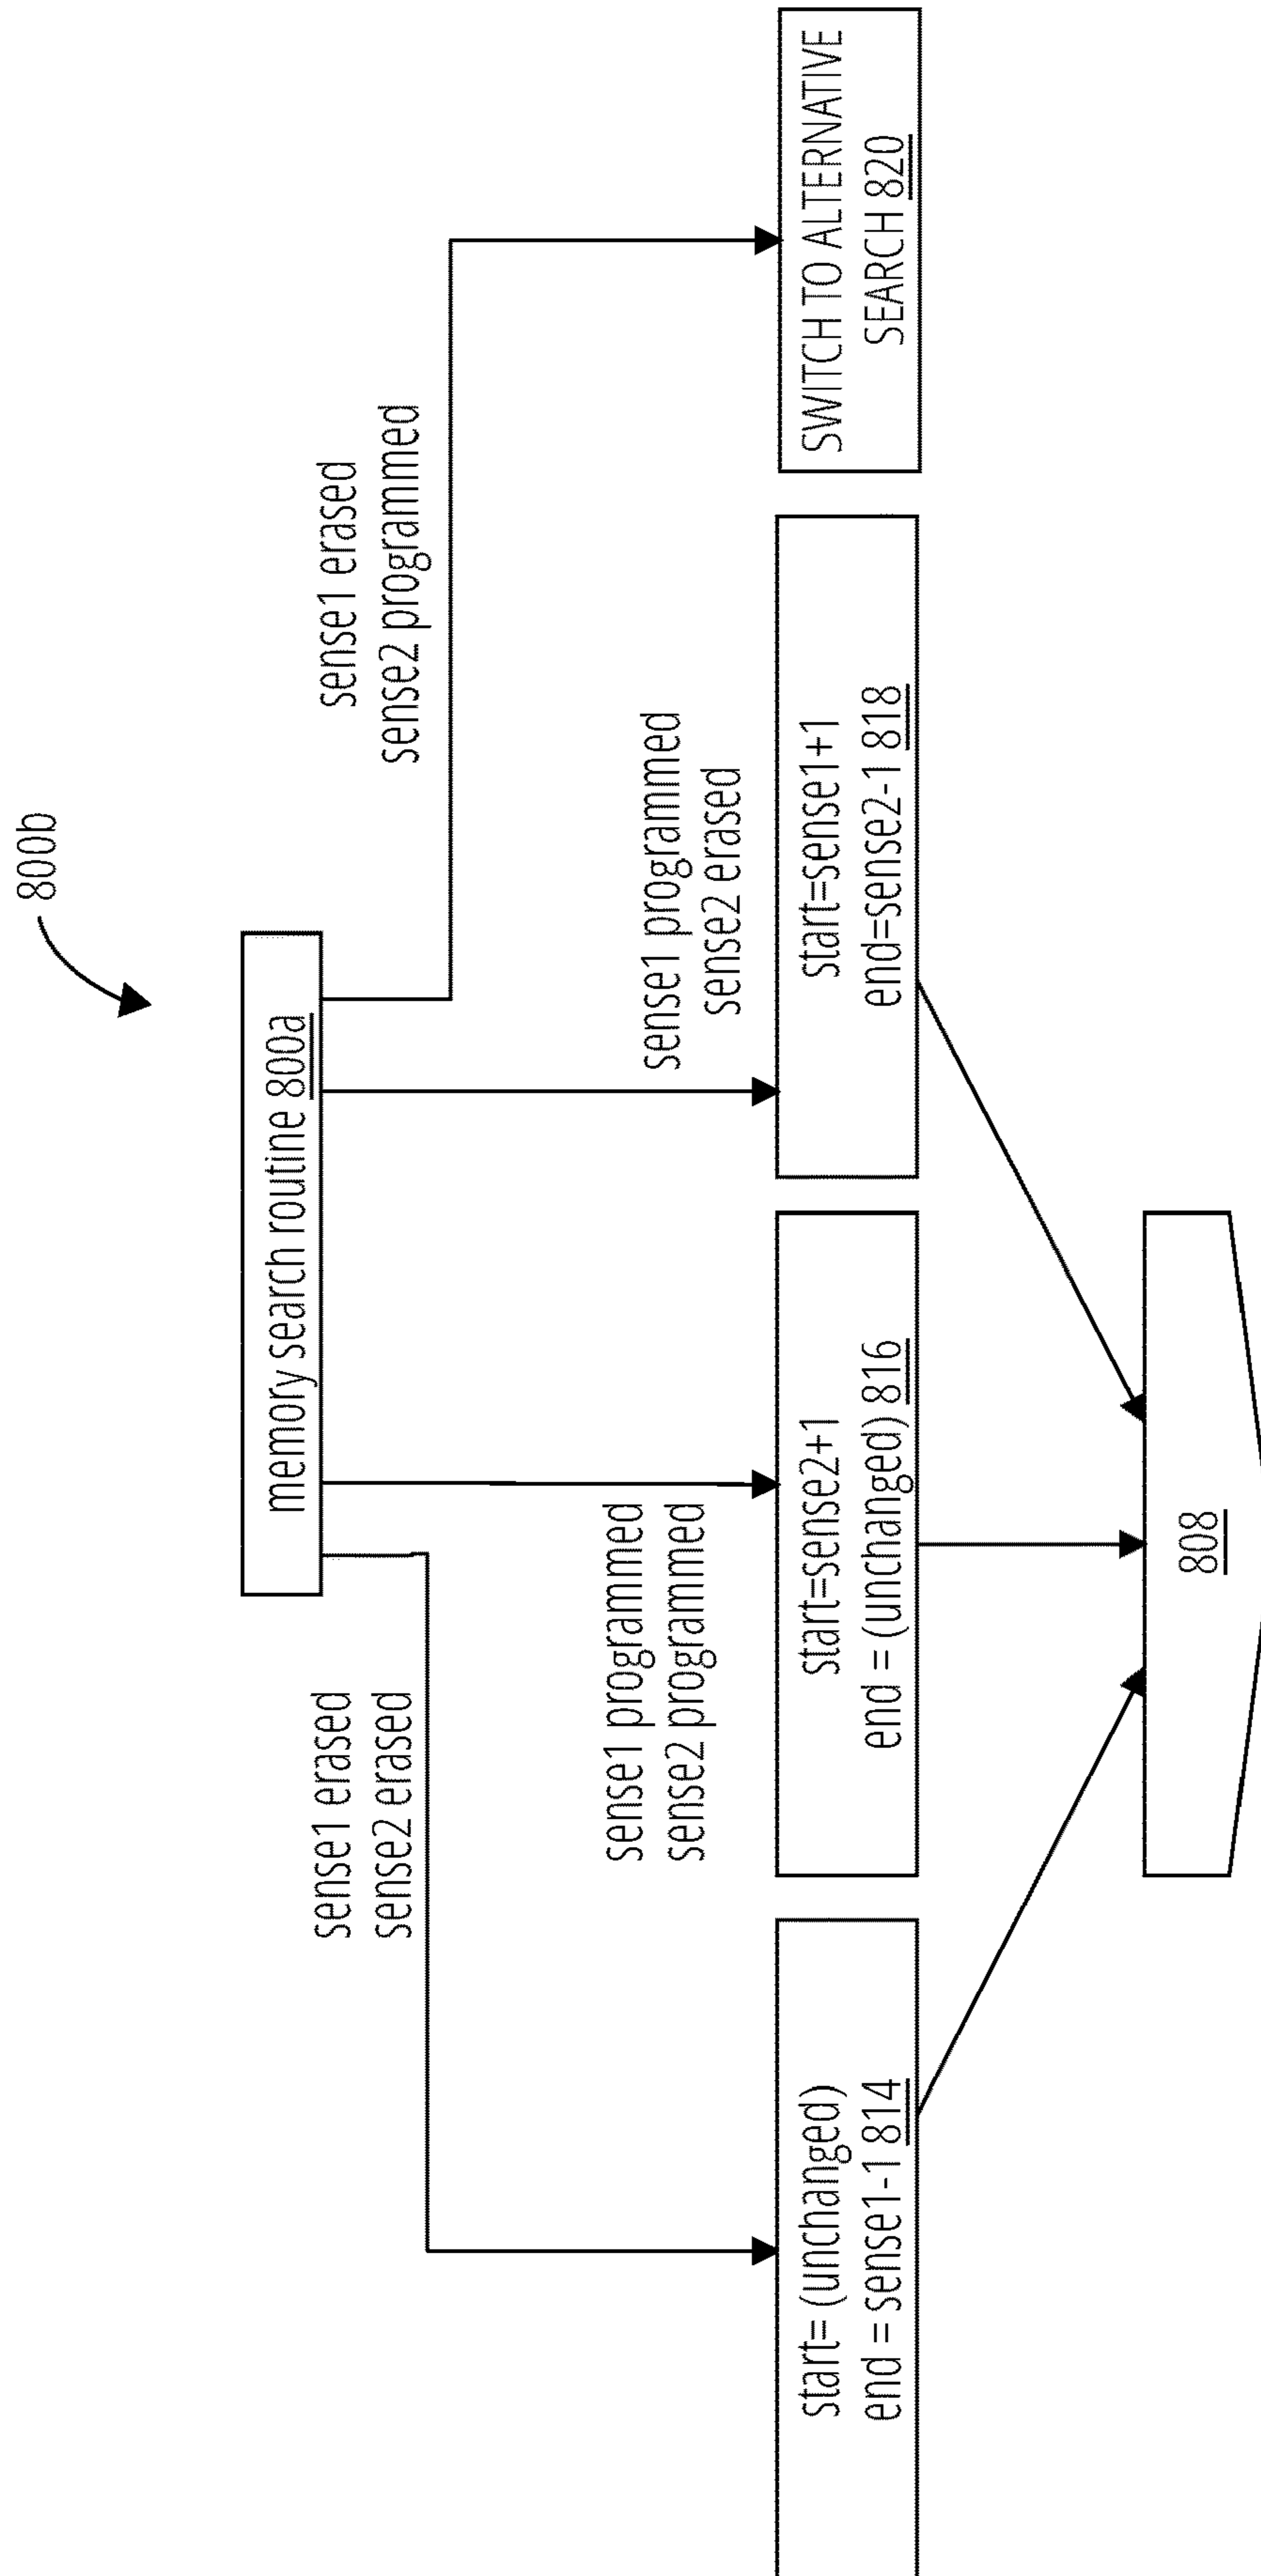 800b
memory search routine 800a
sense1 erased
sense2 erased
sense1 programmed
sense2 programmed
sense1 programmed
sense2 erased
sense1 erased
sense2 programmed
start= (unchanged)
end = sense1-1 814
start=sense2+1
end = (unchanged) 816
start=sense1+1
end=sense2-1 818
SWITCH TO ALTERNATIVE
SEARCH 820
808